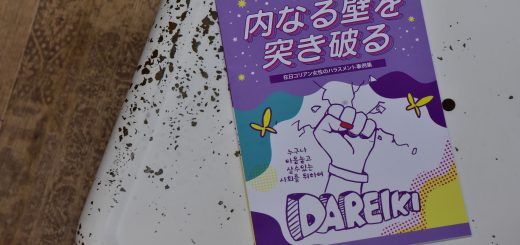 内なる壁を
突き破る
在日コリアン女性のハラスメント事例集
누구나
마음놓고
살수있는
사회를 위하여
DAREIKI